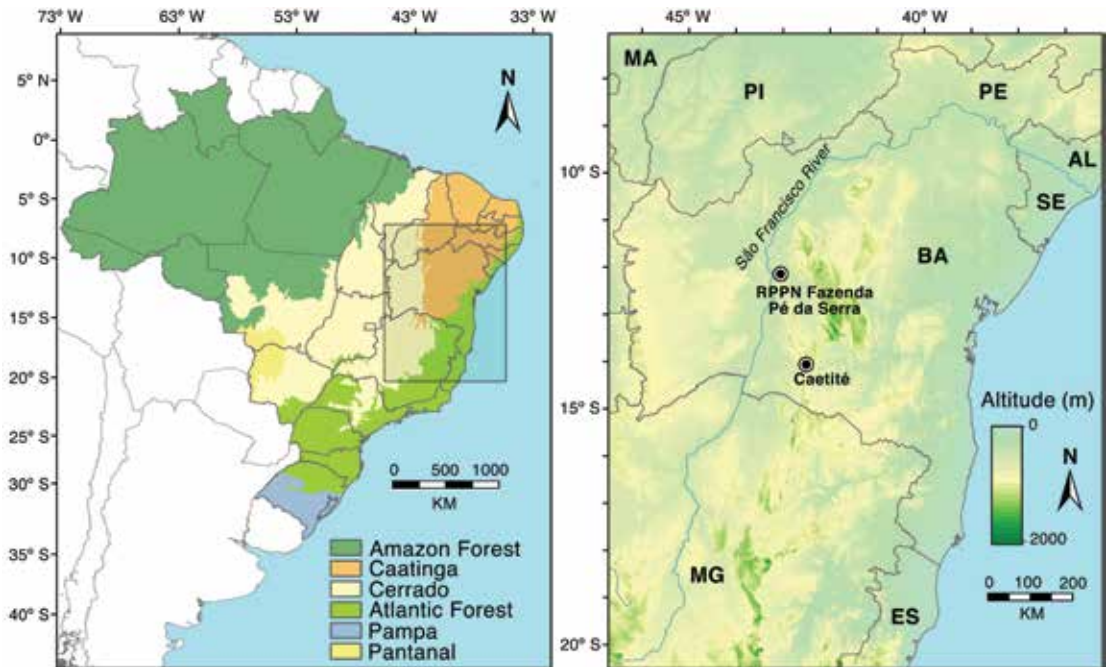 73° W 63° W 53° W 43° W 33° W
5° N
0°
5° S
10° S
15° S
20° S
25° S
30° S
35° S
40° S
N
0 500 1000
KM
Amazon Forest
Caatinga
Cerrado
Atlantic Forest
Pampa
Pantanal
45° W 40° W
10° S
15° S
20° S
MA
PI
PE
AL
SE
São Francisco River
BA
RPPN Fazenda
Pé da Serra
Caetité
Altitude (m)
0
2000
N
MG
ES
0 100 200
KM